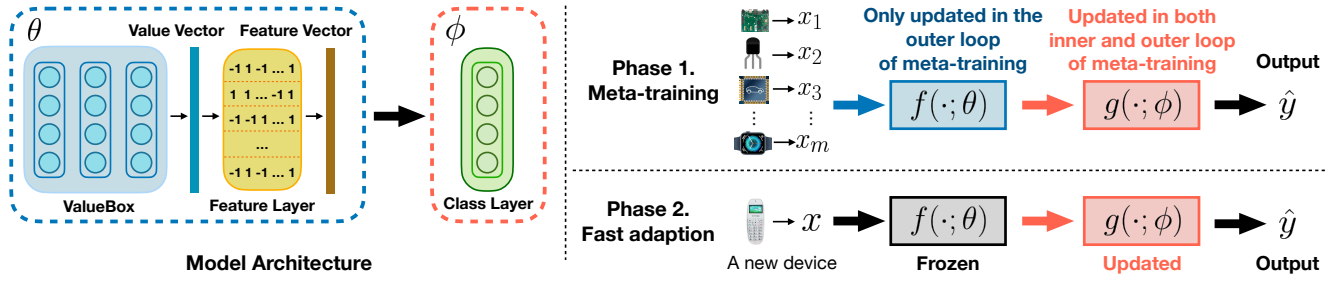 θ
Value Vector
Feature Vector
-1 1 -1 ... 1
1 1 ... -1 1
-1 -1 1 ... 1
...
-1 1 -1 ... 1
ValueBox
Feature Layer
ϕ
Class Layer
Model Architecture
Phase 1.
Meta-training
x₁
x₂
x₃
⋮ ⋮
xₘ
Only updated in the
outer loop
of meta-training
f(·; θ)
Updated in both
inner and outer loop
of meta-training
g(·; ϕ)
Output
ŷ
Phase 2.
Fast adaption
x
A new device
f(·; θ)
Frozen
g(·; ϕ)
Updated
ŷ
Output